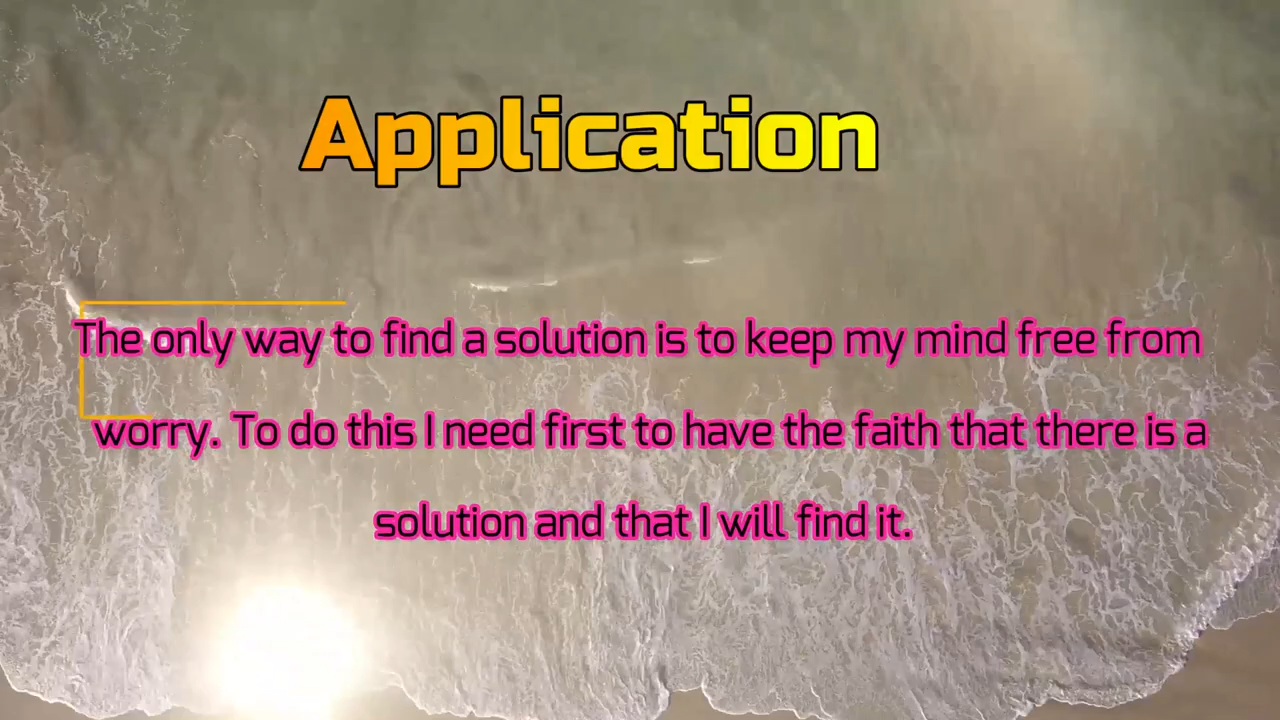 Application
The only way to find a solution is to keep my mind free from
worry. To do this I need first to have the faith that there is a
solution and that I will find it.